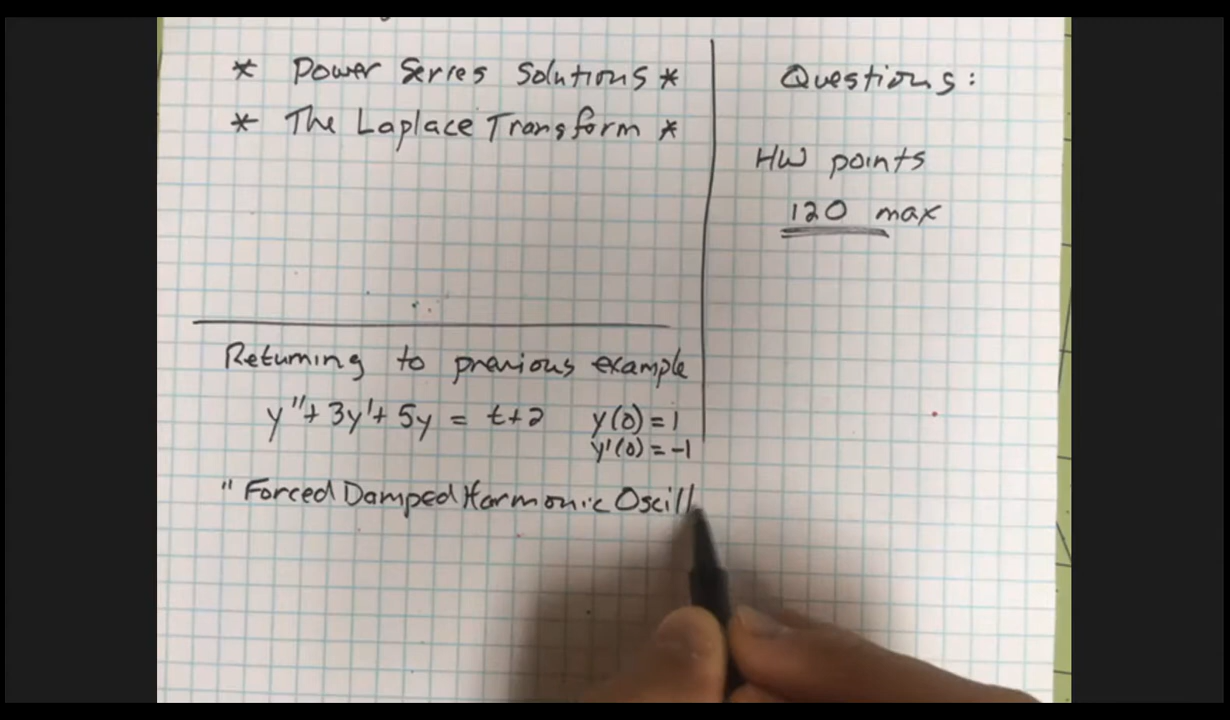 * Power Series Solutions *
* The Laplace Transform *
Questions:
HW points
120 max
Returning to previous example
y"+ 3y'+ 5y = t+2 y(0) = 1
y'(0) = -1
"Forced Damped Harmonic Oscill